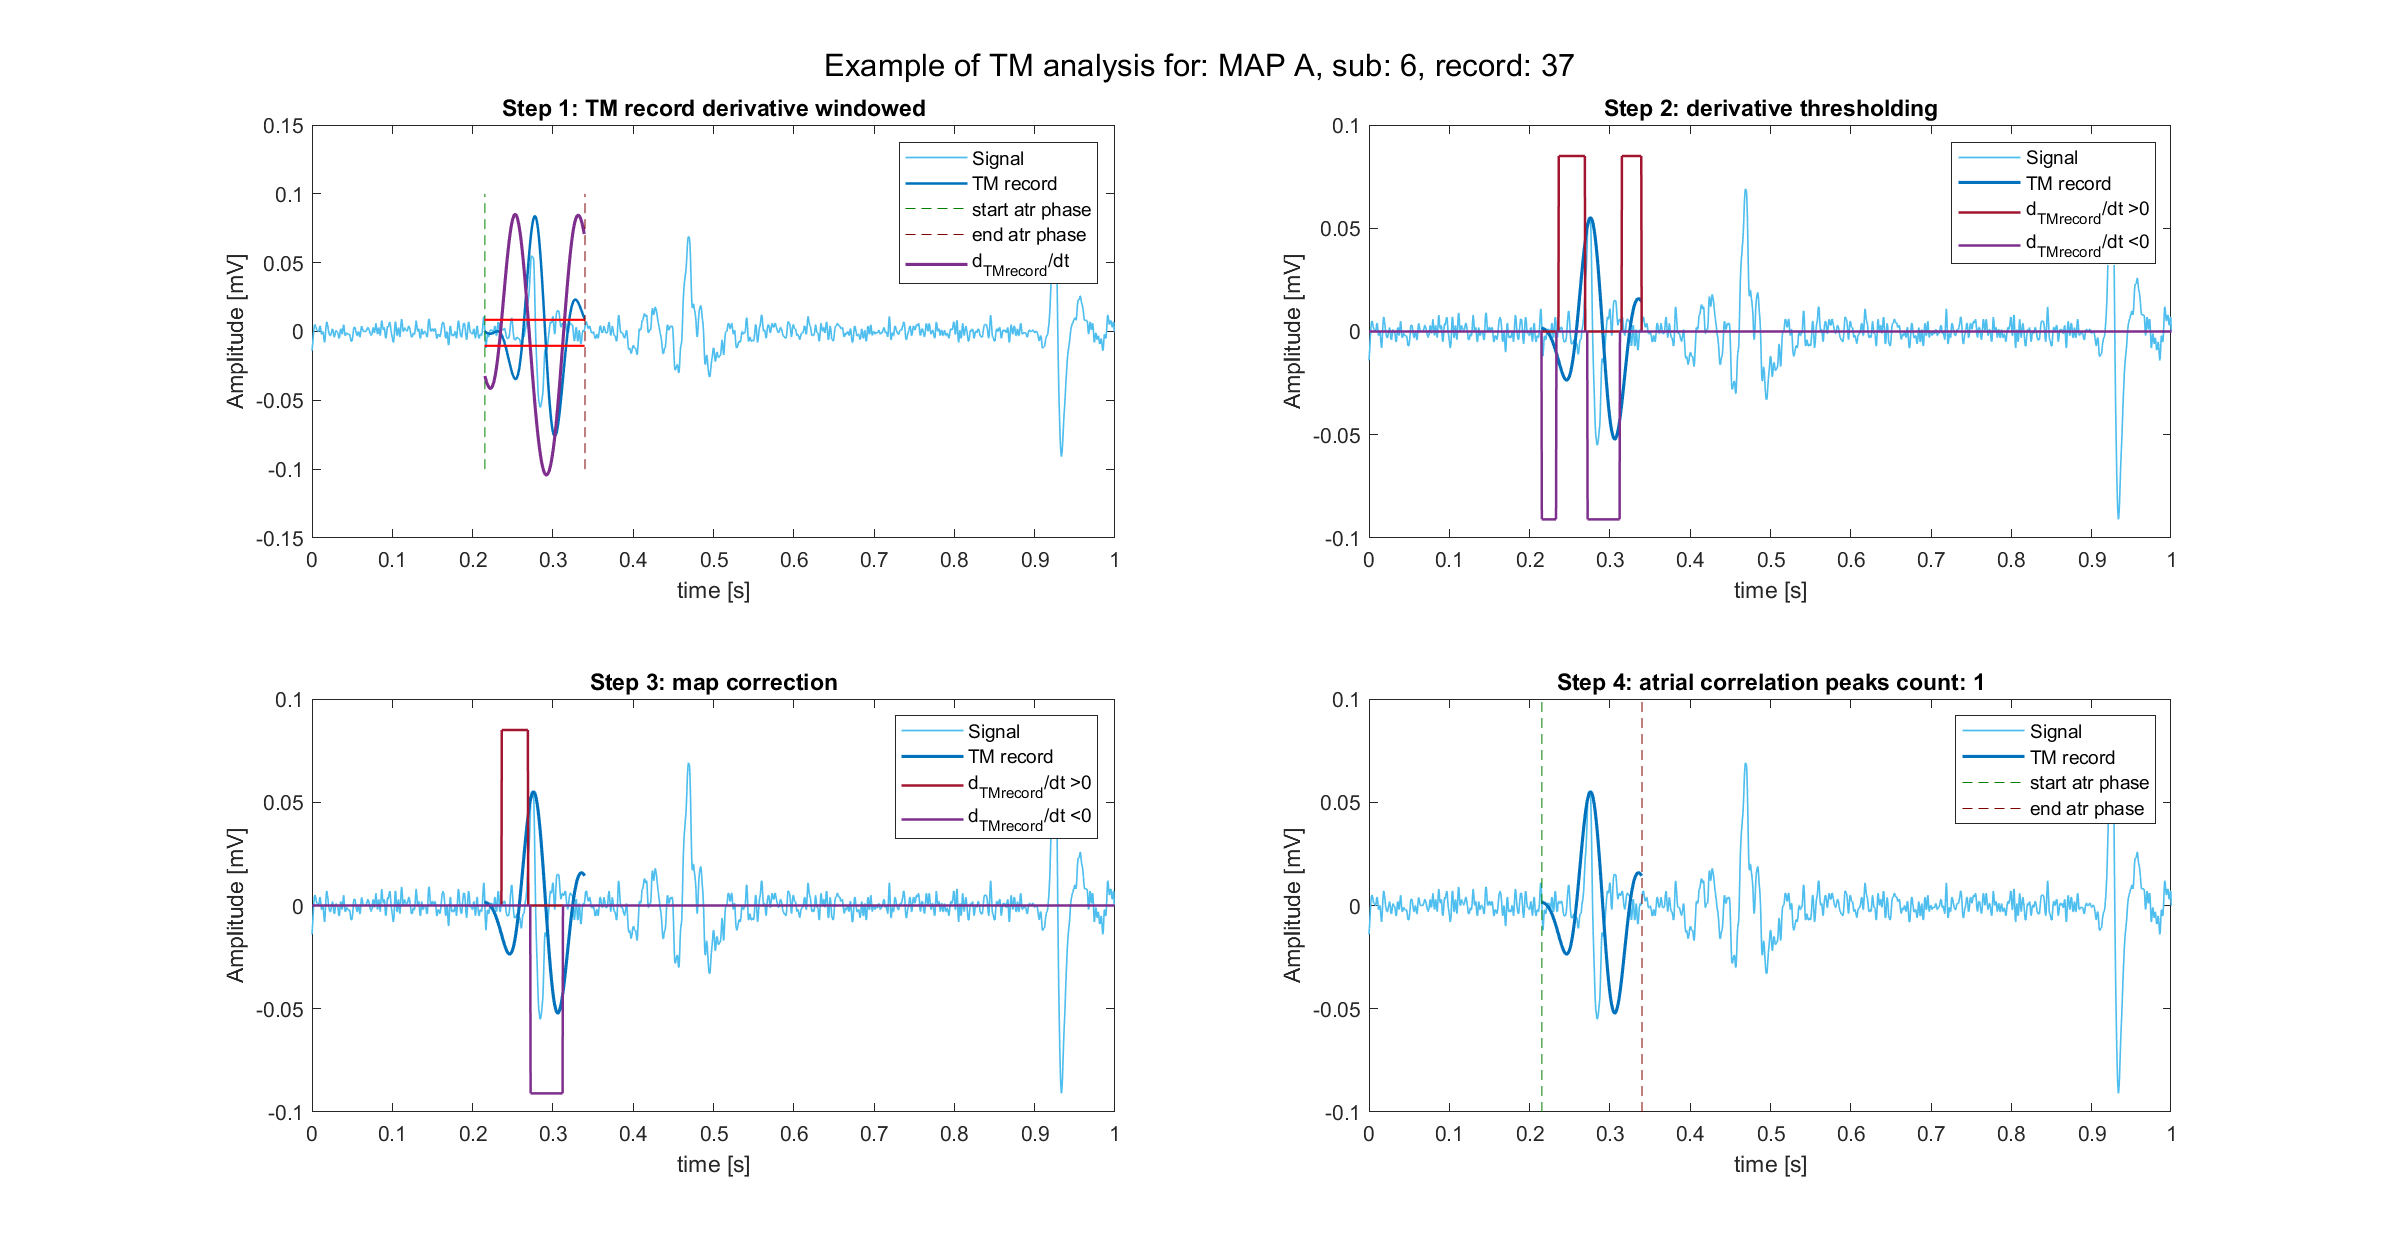 Example of TM analysis for: MAP A, sub: 6, record: 37
Step 1: TM record derivative windowed
0.15
0.1
0.05
0
-0.05
-0.1
-0.15
Amplitude [mV]
0 0.1 0.2 0.3 0.4 0.5 0.6 0.7 0.8 0.9 1
time [s]
Signal
TM record
start atr phase
end atr phase
dTMrecord/dt
Step 2: derivative thresholding
0.1
0.05
0
-0.05
-0.1
Amplitude [mV]
0 0.1 0.2 0.3 0.4 0.5 0.6 0.7 0.8 0.9 1
time [s]
Signal
TM record
dTMrecord/dt >0
dTMrecord/dt <0
Step 3: map correction
0.1
0.05
0
-0.05
-0.1
Amplitude [mV]
0 0.1 0.2 0.3 0.4 0.5 0.6 0.7 0.8 0.9 1
time [s]
Signal
TM record
dTMrecord/dt >0
dTMrecord/dt <0
Step 4: atrial correlation peaks count: 1
0.1
0.05
0
-0.05
-0.1
Amplitude [mV]
0 0.1 0.2 0.3 0.4 0.5 0.6 0.7 0.8 0.9 1
time [s]
Signal
TM record
start atr phase
end atr phase